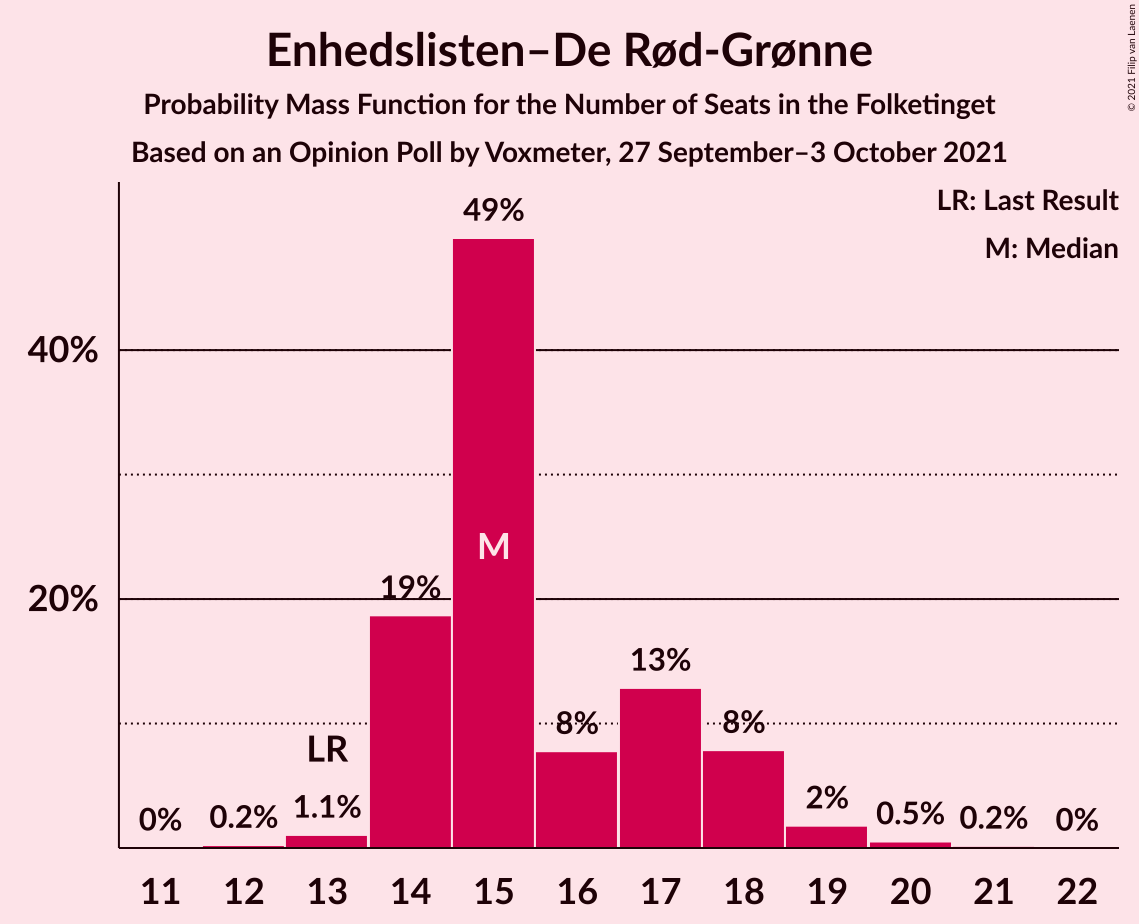 Enhedslisten–De Rød-Grønne
Probability Mass Function for the Number of Seats in the Folketinget
Based on an Opinion Poll by Voxmeter, 27 September–3 October 2021
© 2021 Filip van Laenen
LR: Last Result
M: Median
49%
40%
M
19%
20%
13%
8%
8%
LR
0%
0.2%
1.1%
2%
0.5%
0.2%
0%
11 12 13 14 15 16 17 18 19 20 21 22